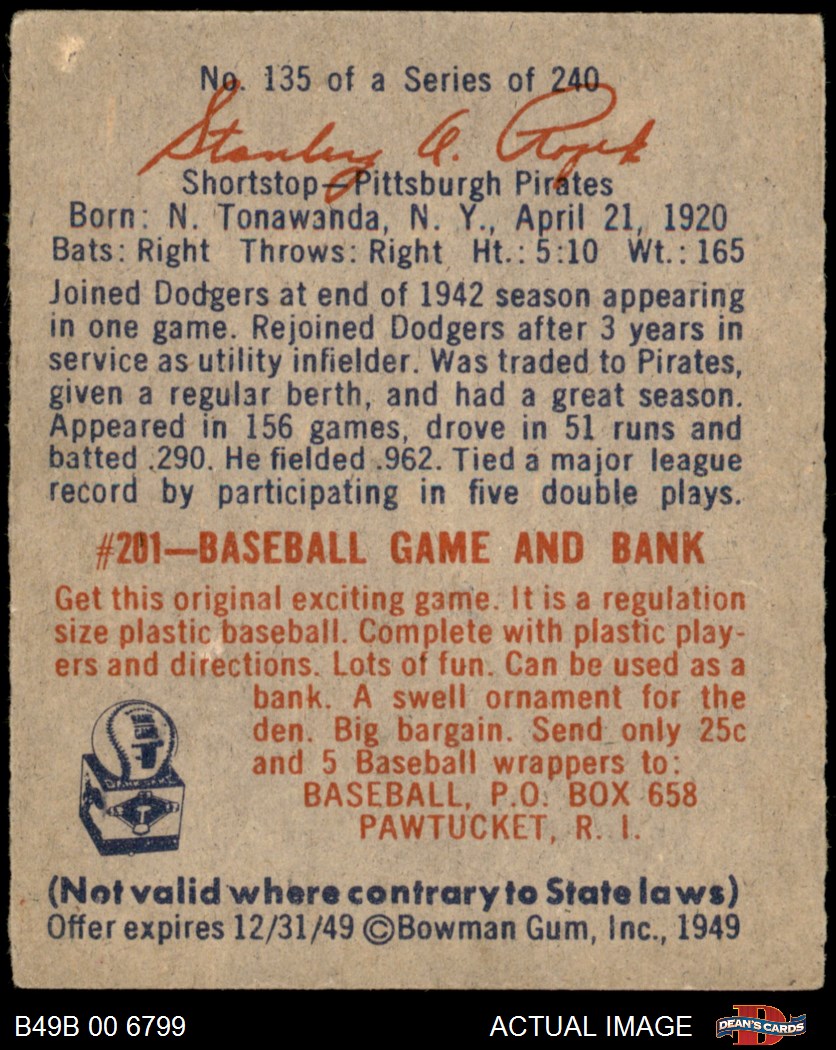 No. 135 of a Series of 240
Stanley A. Rojek
Shortstop—Pittsburgh Pirates
Born: N. Tonawanda, N. Y., April 21, 1920
Bats: Right Throws: Right Ht.: 5:10 Wt.: 165
Joined Dodgers at end of 1942 season appearing
in one game. Rejoined Dodgers after 3 years in
service as utility infielder. Was traded to Pirates,
given a regular berth, and had a great season.
Appeared in 156 games, drove in 51 runs and
batted .290. He fielded .962. Tied a major league
record by participating in five double plays.
#201—BASEBALL GAME AND BANK
Get this original exciting game. It is a regulation
size plastic baseball. Complete with plastic play-
ers and directions. Lots of fun. Can be used as a
bank. A swell ornament for the
den. Big bargain. Send only 25c
and 5 Baseball wrappers to:
BASEBALL, P.O. BOX 658
PAWTUCKET, R. I.
(Not valid where contrary to State laws)
Offer expires 12/31/49 ©Bowman Gum, Inc., 1949
B49B 00 6799 ACTUAL IMAGE DEAN'S CARDS